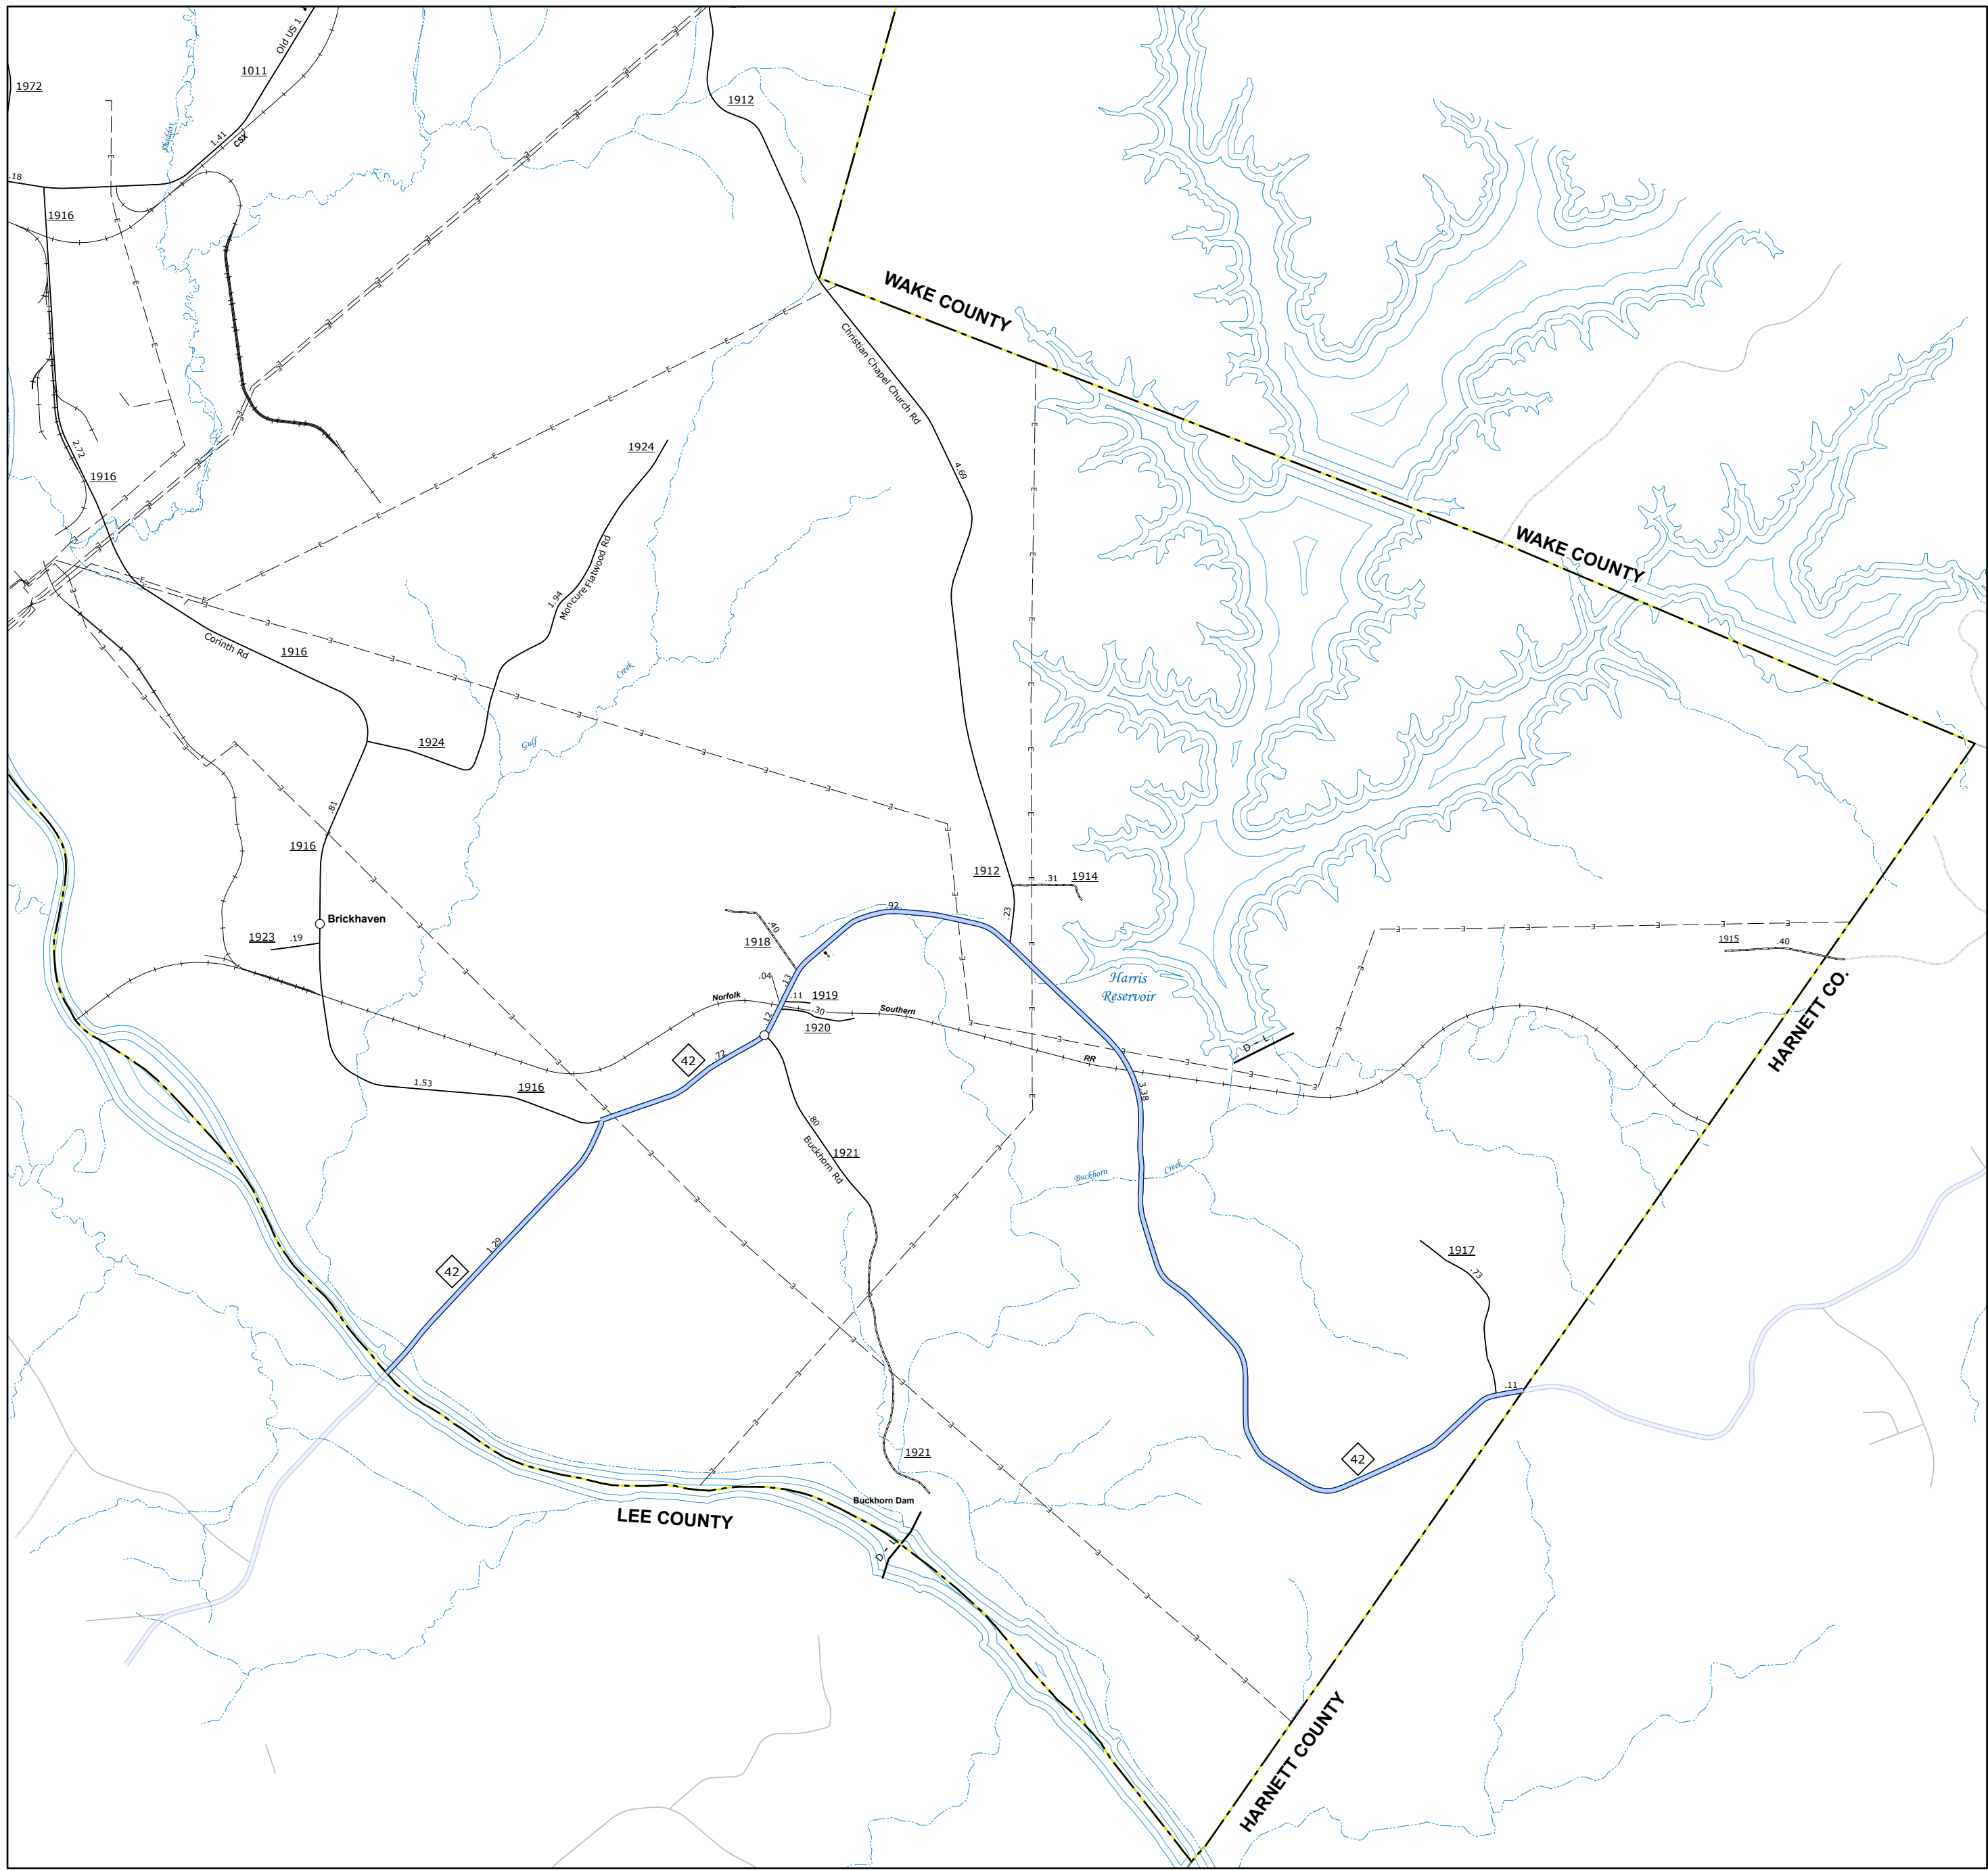 Old US 1
1972
1011
1912
Shaddox
1.41
CSX
.18
1916
WAKE COUNTY
Christian Chapel Church Rd
2.72
1924
4.69
1916
WAKE COUNTY
Moncure Flatwood Rd
1.94
Corinth Rd
1916
Creek
Gulf
1924
.81
1916
1912
.31
1914
.92
.23
Brickhaven
.40
1923
.19
1918
1915
.40
Harris
Reservoir
HARNETT CO.
.04
.13
.11
1919
Norfolk
.30
Southern
.12
1920
42
.72
RR
D - L
1.53
1916
3.38
.80
1921
Buckhorn Rd
Buckhorn
Creek
1.29
42
1917
.73
.11
1921
42
Buckhorn Dam
LEE COUNTY
D - L
HARNETT COUNTY